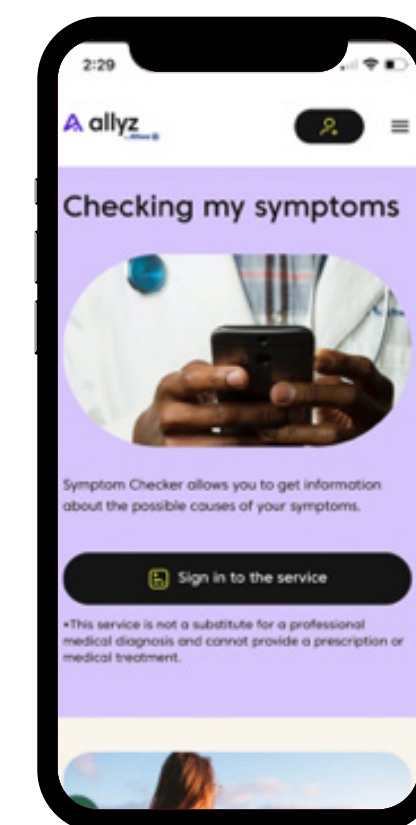 2:29
allyz
Checking my symptoms
Symptom Checker allows you to get information
about the possible causes of your symptoms.
Sign in to the service
*This service is not a substitute for a professional
medical diagnosis and cannot provide a prescription or
medical treatment.